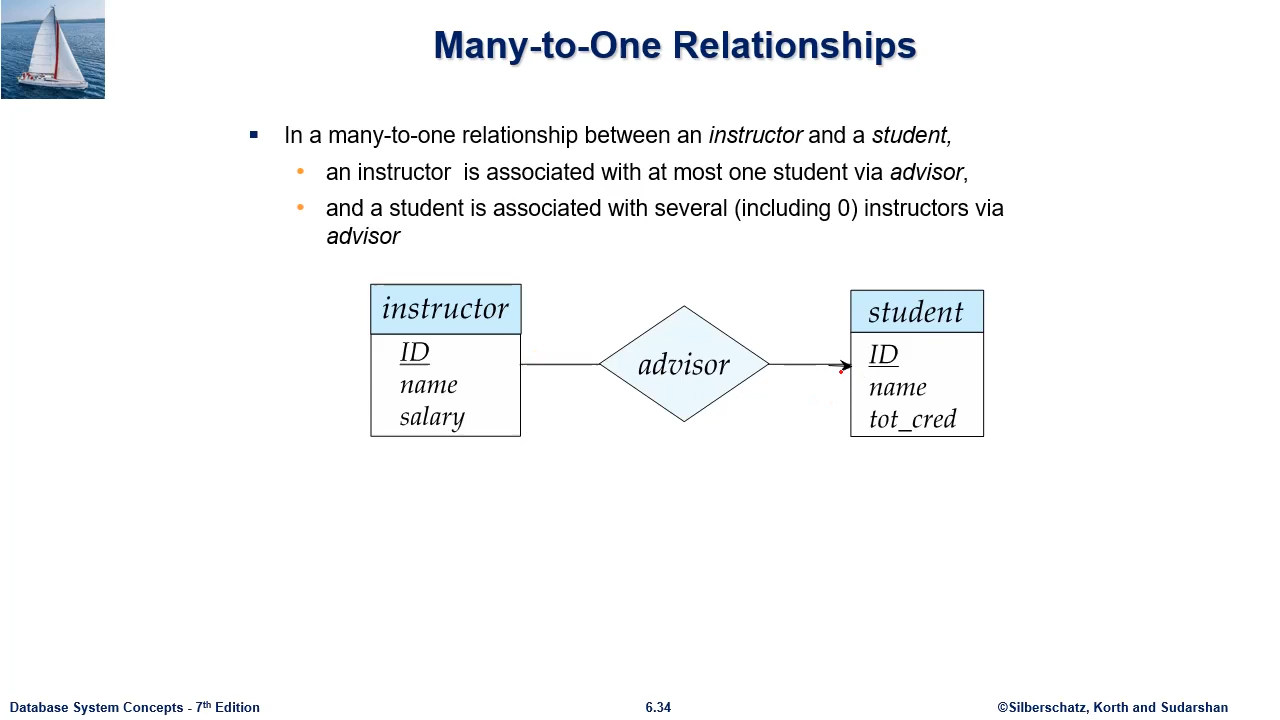 Many-to-One Relationships
▪ In a many-to-one relationship between an instructor and a student,
• an instructor is associated with at most one student via advisor,
• and a student is associated with several (including 0) instructors via
advisor
instructor
ID
name
salary
advisor
student
ID
name
tot_cred
Database System Concepts - 7th Edition
6.34
©Silberschatz, Korth and Sudarshan